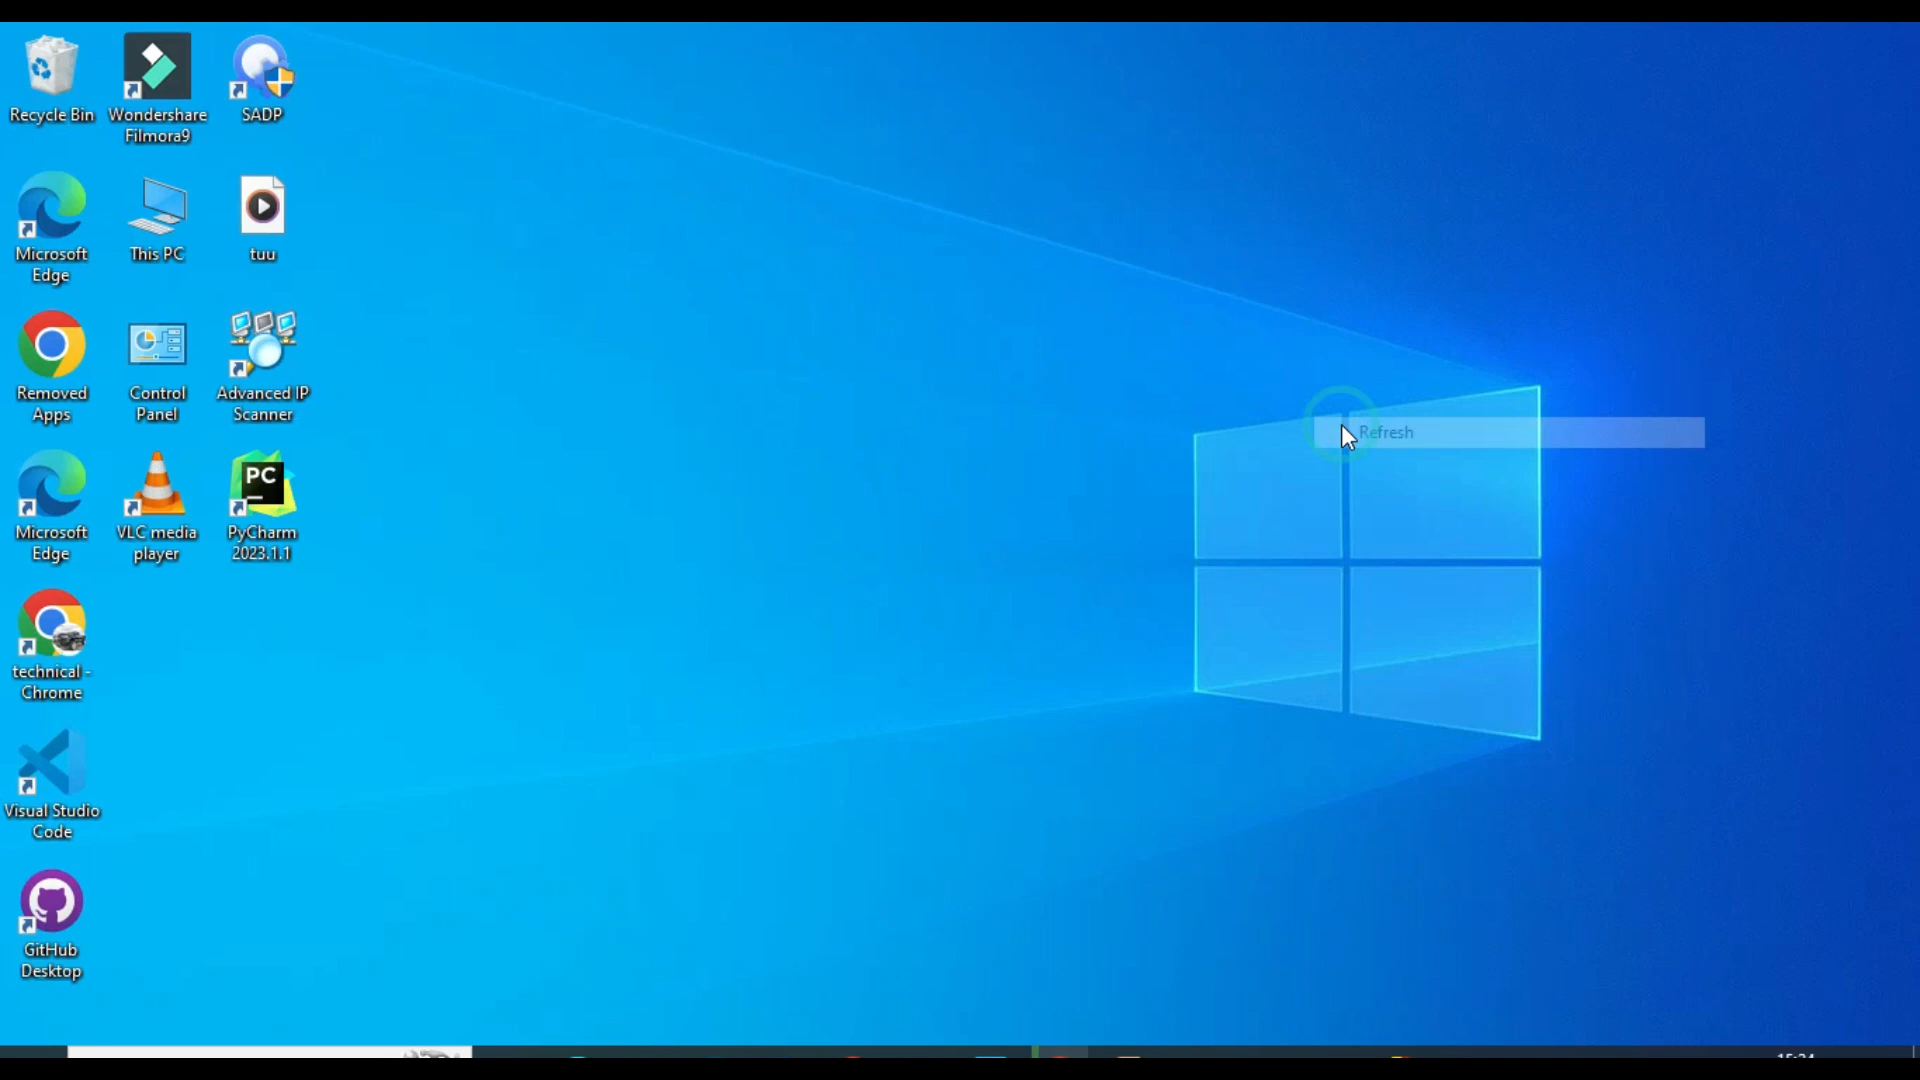 Recycle Bin
Wondershare
Filmora9
SADP
Microsoft
Edge
This PC
tuu
Removed
Apps
Control
Panel
Advanced IP
Scanner
Refresh
Microsoft
Edge
VLC media
player
PC
PyCharm
2023.1.1
technical -
Chrome
Visual Studio
Code
GitHub
Desktop